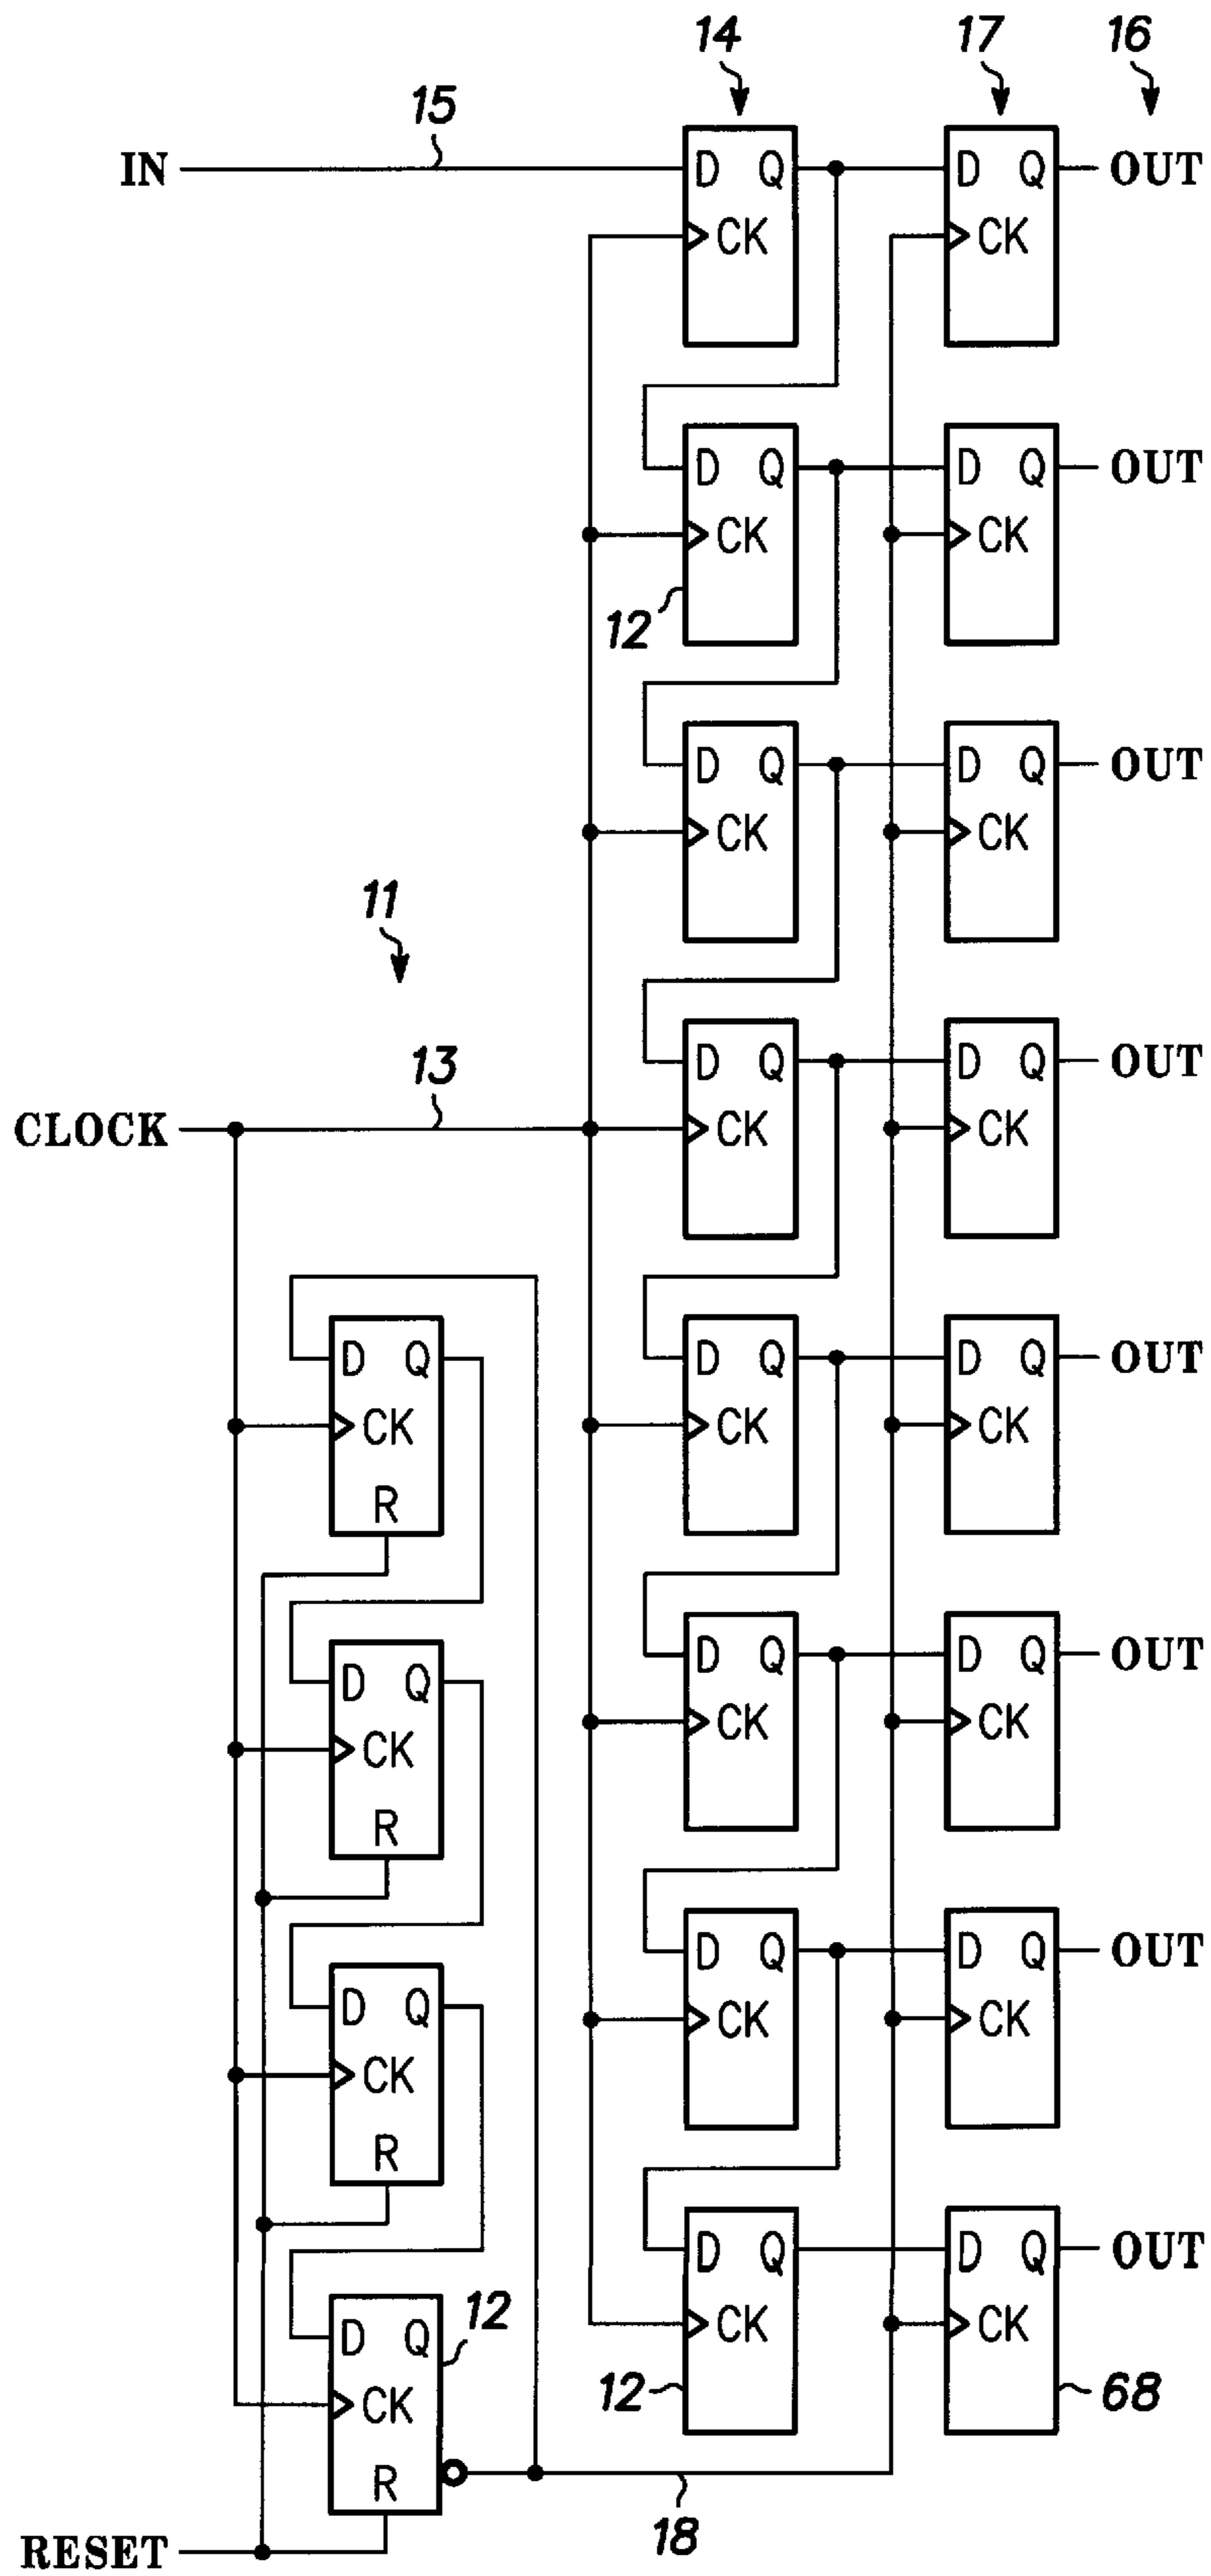 14 17 16
15
IN D Q D Q OUT
CK CK
D Q D Q OUT
CK CK
12
D Q D Q OUT
CK CK
11
D Q D Q OUT
13
CLOCK CK CK
D Q D Q D Q OUT
CK CK CK
R
D Q D Q OUT
D Q
CK CK
CK
R
D Q D Q OUT
D Q
CK CK
CK
R
D Q D Q OUT
12
D Q CK CK
12 68
CK
R
18
RESET